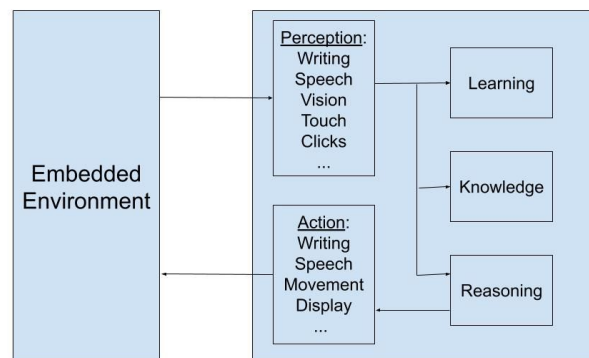 Embedded
Environment
Perception:
Writing
Speech
Vision
Touch
Clicks
...
Action:
Writing
Speech
Movement
Display
...
Learning
Knowledge
Reasoning